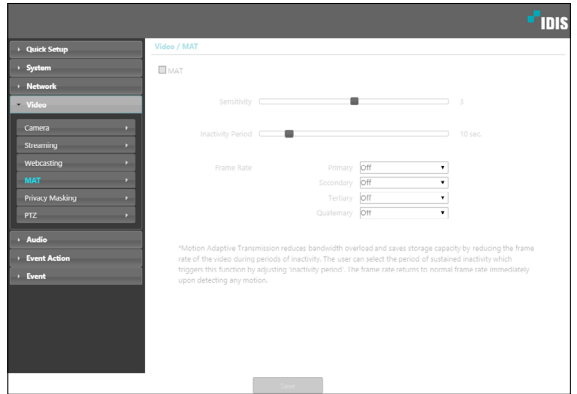 IDIS
Quick Setup
System
Network
Video
Camera
Streaming
Webcasting
MAT
Privacy Masking
PTZ
Audio
Event Action
Event
Video / MAT
MAT
Sensitivity
Inactivity Period 10 sec.
Frame Rate Primary Off
Secondary Off
Tertiary Off
Quaternary Off
*Motion Adaptive Transmission reduces bandwidth overload and saves storage capacity by reducing the frame
rate of the video during periods of inactivity. The user can select the period of sustained inactivity which
triggers this function by adjusting 'Inactivity period'. The frame rate returns to normal frame rate immediately
upon detecting any motion.
Save